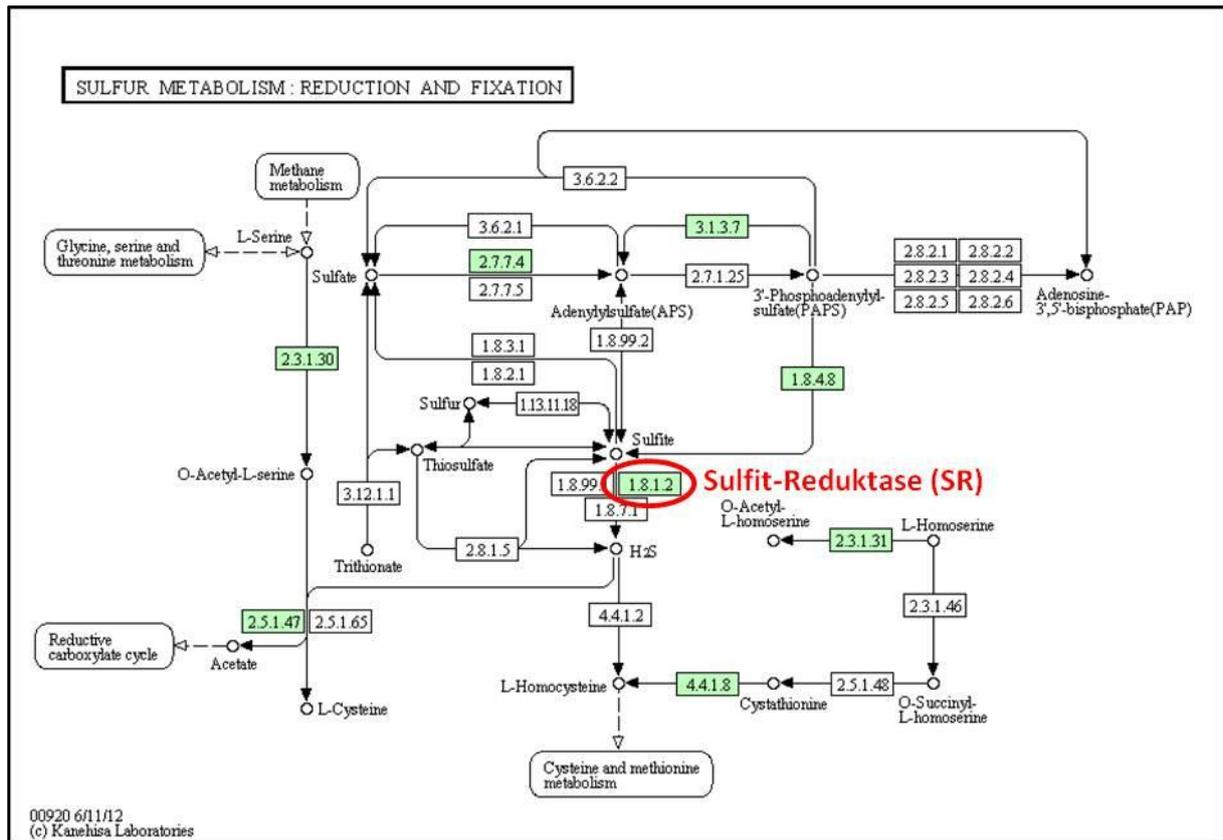 SULFUR METABOLISM : REDUCTION AND FIXATION
Methane
metabolism
3.6.2.2
Glycine, serine and
threonine metabolism
L-Serine
3.6.2.1
3.1.3.7
Sulfate
2.7.7.4
2.7.7.5
2.7.1.25
2.8.2.1
2.8.2.2
2.8.2.3
2.8.2.4
2.8.2.5
2.8.2.6
Adenylylsulfate(APS)
3'-Phosphoadenylyl-
sulfate(PAPS)
Adenosine-
3',5'-bisphosphate(PAP)
1.8.99.2
1.8.3.1
1.8.2.1
2.3.1.30
1.8.4.8
Sulfur
1.13.11.18
Sulfite
Thiosulfate
O-Acetyl-L-serine
3.12.1.1
1.8.99.
1.8.1.2
Sulfit-Reduktase (SR)
1.8.7.1
O-Acetyl-
L-homoserine
L-Homoserine
2.3.1.31
2.8.1.5
H2S
Trithionate
2.3.1.46
4.4.1.2
2.5.1.47
2.5.1.65
Reductive
carboxylate cycle
Acetate
L-Homocysteine
4.4.1.8
Cystathionine
2.5.1.48
O-Succinyl-
L-homoserine
L-Cysteine
Cysteine and methionine
metabolism
00920 6/11/12
(c) Kanehisa Laboratories